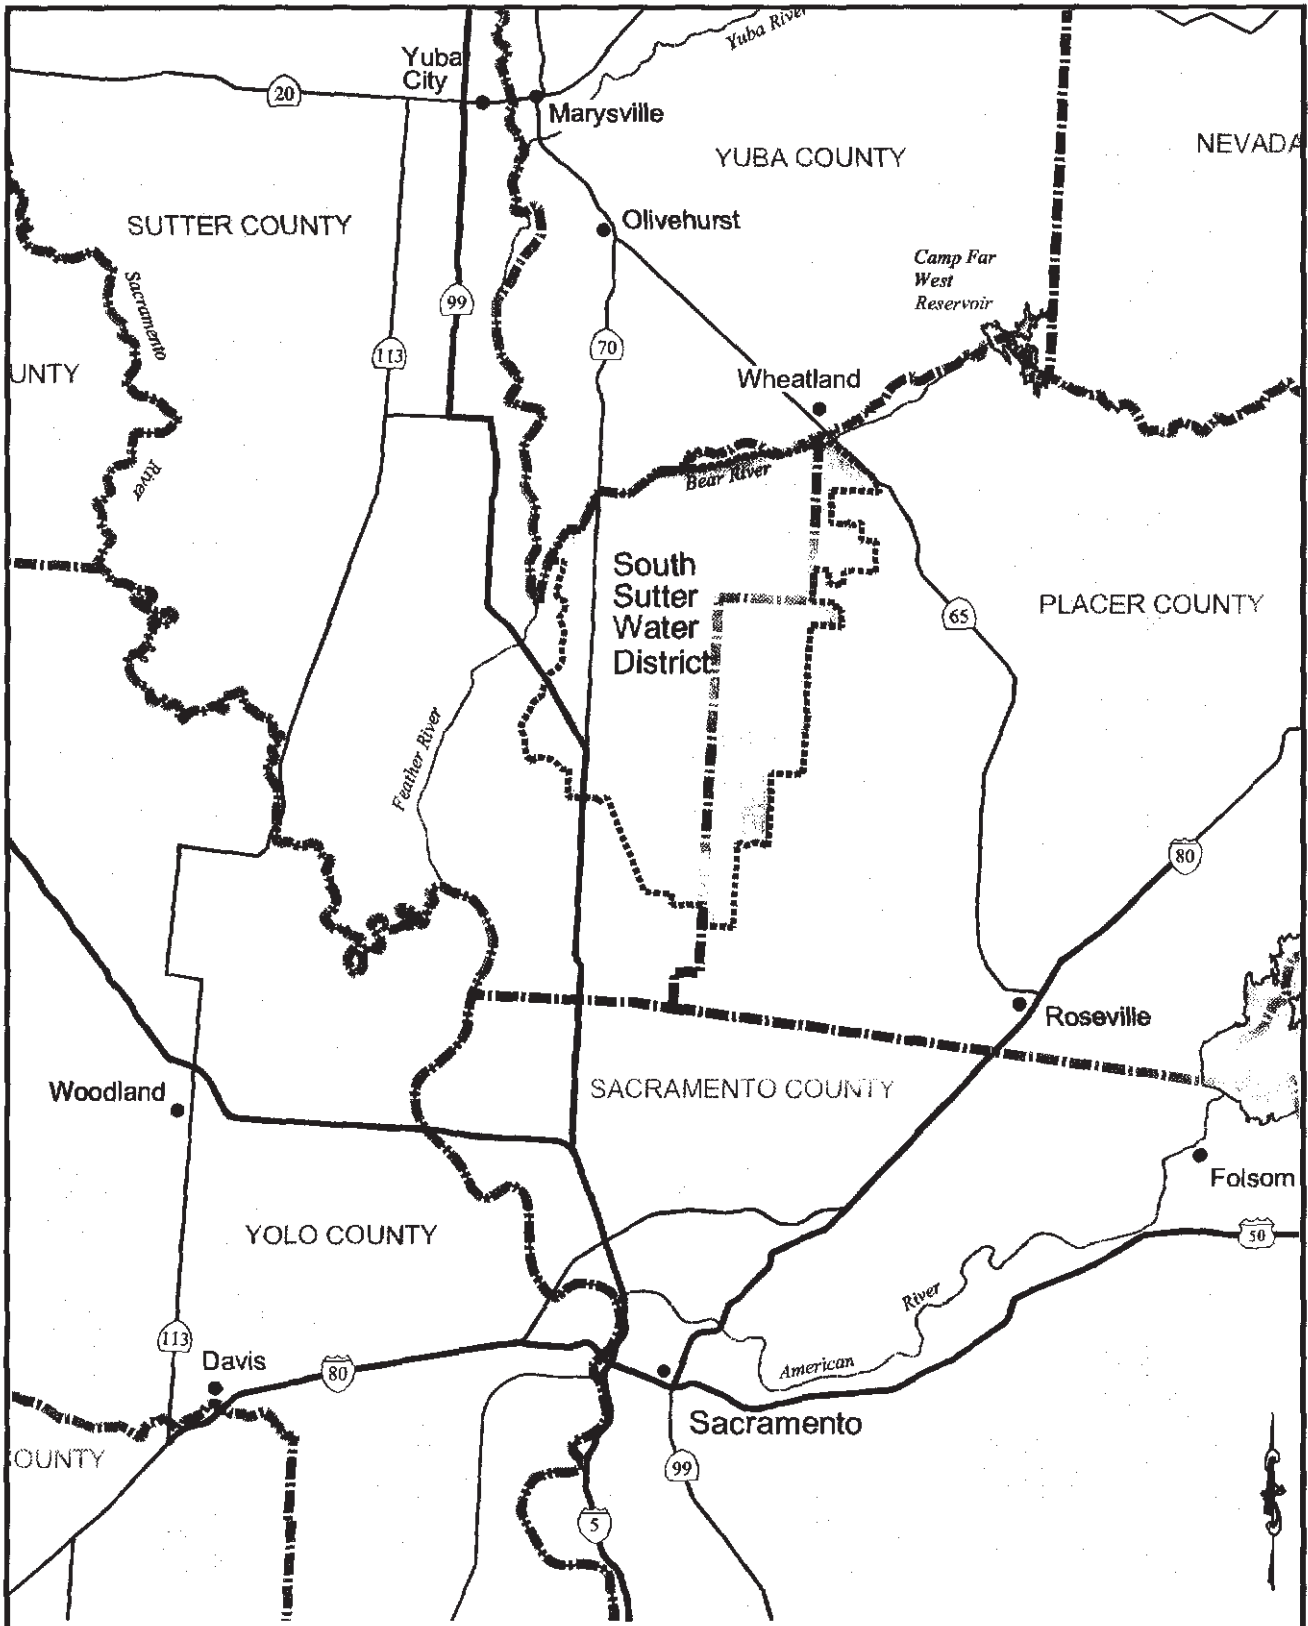 Yuba River
Yuba
City
20
Marysville
YUBA COUNTY
NEVADA
SUTTER COUNTY
Olivehurst
Camp Far
West
Reservoir
Sacramento
River
99
113
70
UNTY
Wheatland
Bear River
South
Sutter
Water
District
65
PLACER COUNTY
Feather River
80
Roseville
Woodland
SACRAMENTO COUNTY
Folsom
YOLO COUNTY
50
River
American
113
Davis
80
Sacramento
OUNTY
99
5